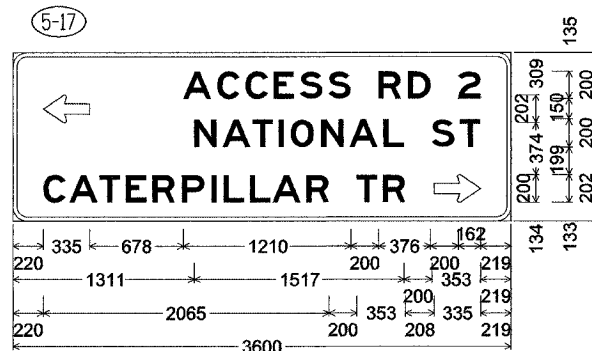 5-17
135
ACCESS RD 2
NATIONAL ST
CATERPILLAR TR
309 200
202 150
374 200
199
200 202
134 133
335 678 1210 376 162
220 200 200 219
1311 1517 353
200 219
2065 353 335
220 200 208 219
3600